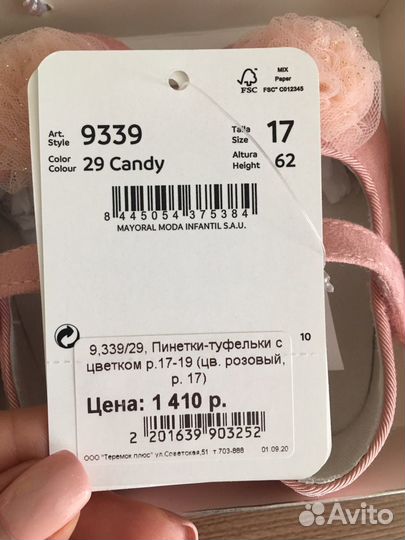 MIX
Paper
FSC
FSC® C012345
Art.
Style
9339
Talla
Size
17
Color
Colour
29 Candy
Altura
Height
62
8 445054 375384
MAYORAL MODA INFANTIL S.A.U.
10
9,339/29, Пинетки-туфельки с
цветком р.17-19 (цв. розовый,
р. 17)
Цена: 1 410 р.
2 201639 903252
ООО "Теремок плюс" ул.Советская,51 т.703-888 01.09.20
Avito